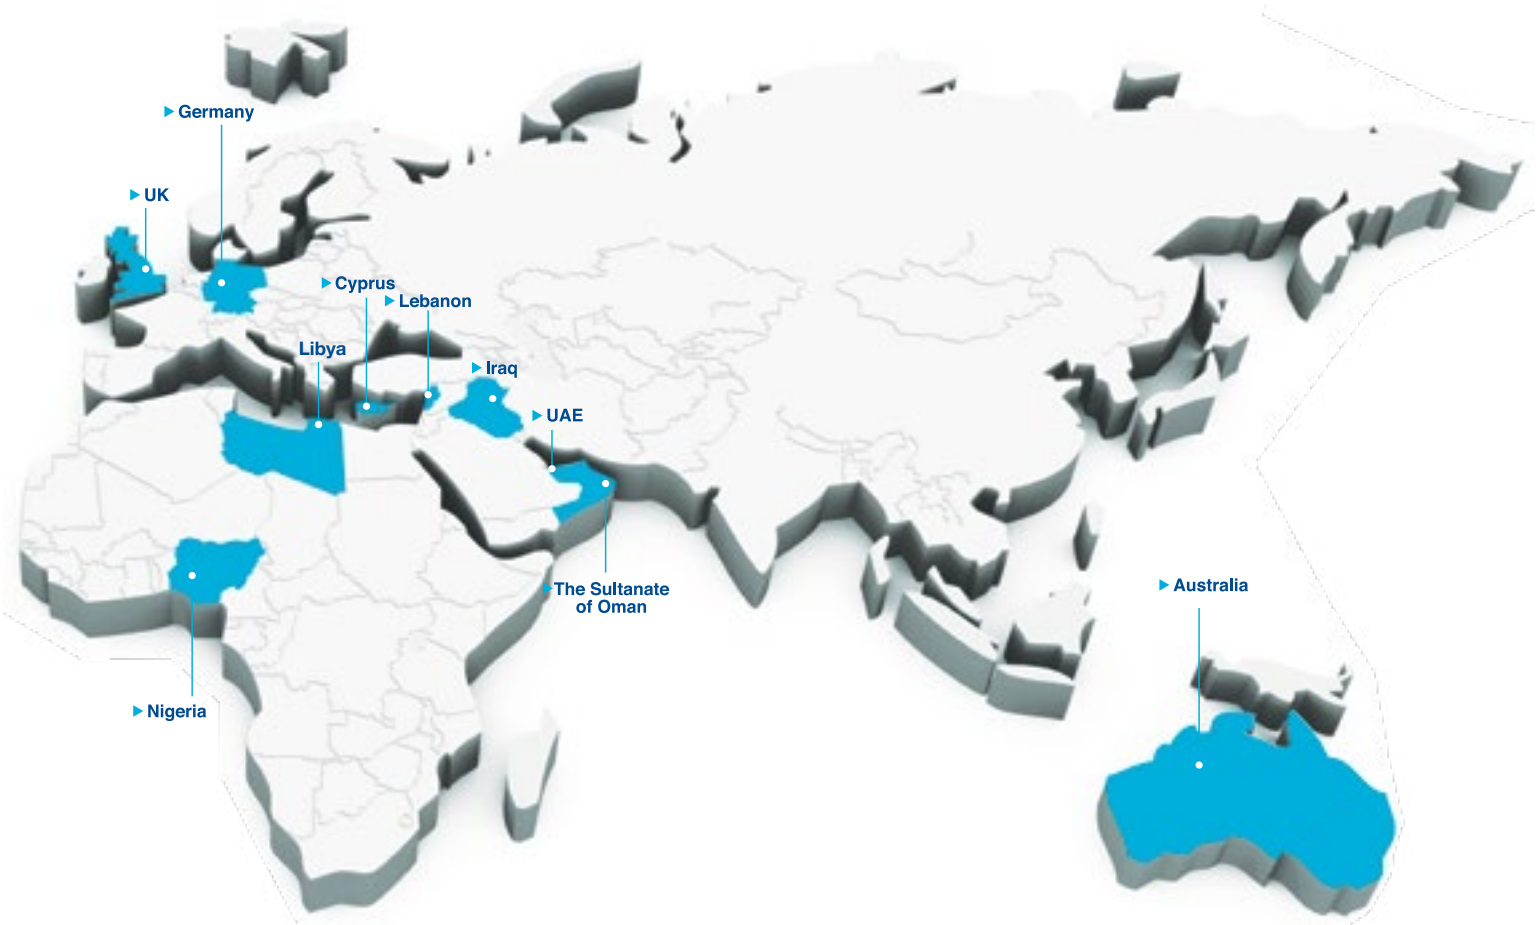 ▶ Germany
▶ UK
▶ Cyprus
▶ Lebanon
Libya
▶ Iraq
▶ UAE
▶ The Sultanate
of Oman
▶ Australia
▶ Nigeria